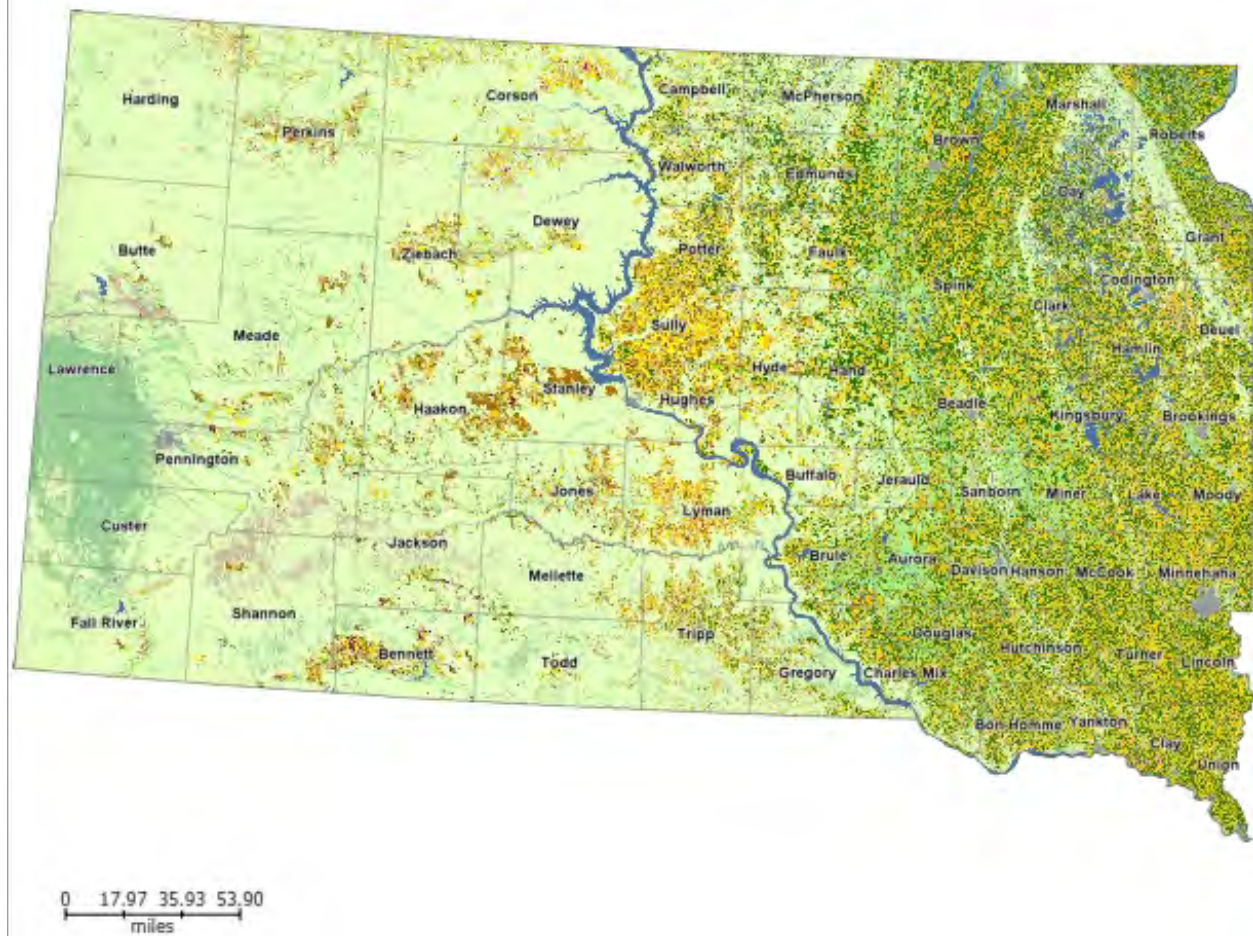 Harding
Perkins
Corson
Campbell
McPherson
Brown
Marshall
Roberts
Walworth
Edmunds
Day
Butte
Ziebach
Dewey
Potter
Faulk
Spink
Grant
Codington
Clark
Deuel
Hamlin
Meade
Sully
Lawrence
Haakon
Stanley
Hyde
Hand
Hughes
Beadle
Kingsbury
Brookings
Pennington
Buffalo
Jerauld
Sanborn
Miner
Lake
Moody
Jones
Lyman
Custer
Jackson
Mellette
Brule
Aurora
Davison
Hanson
McCook
Minnehaha
Fall River
Shannon
Bennett
Todd
Tripp
Gregory
Charles Mix
Douglas
Hutchinson
Turner
Lincoln
Bon Homme
Yankton
Clay
Union
0 17.97 35.93 53.90
miles